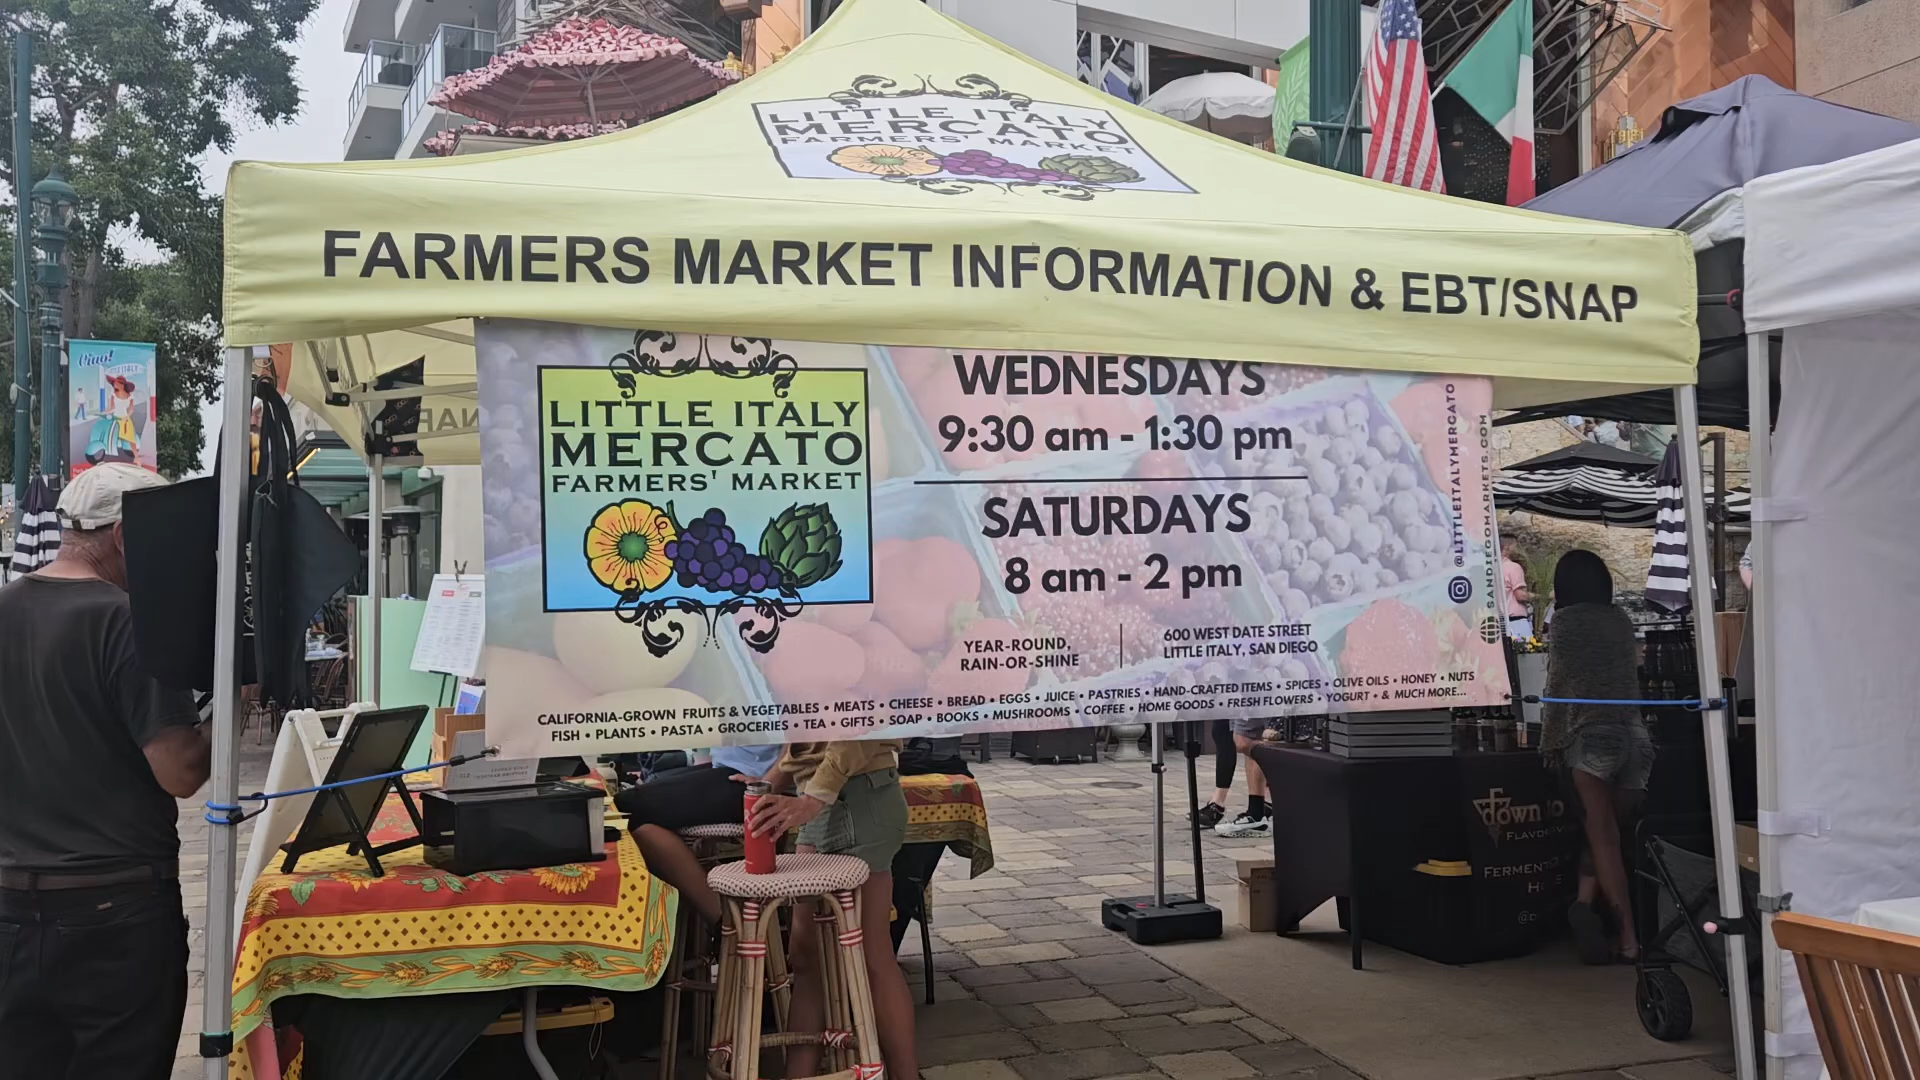 LITTLE ITALY
MERCATO
FARMERS' MARKET
FARMERS MARKET INFORMATION & EBT/SNAP
Ciao!
LITTLE ITALY
MERCATO
FARMERS' MARKET
WEDNESDAYS
9:30 am - 1:30 pm
SATURDAYS
8 am - 2 pm
YEAR-ROUND,
RAIN-OR-SHINE
600 WEST DATE STREET
LITTLE ITALY, SAN DIEGO
@LITTLEITALYMERCATO
SANDIEGOMARKETS.COM
CALIFORNIA-GROWN FRUITS & VEGETABLES • MEATS • CHEESE • BREAD • EGGS • JUICE • PASTRIES • HAND-CRAFTED ITEMS • SPICES • OLIVE OILS • HONEY • NUTS
FISH • PLANTS • PASTA • GROCERIES • TEA • GIFTS • SOAP • BOOKS • MUSHROOMS • COFFEE • HOME GOODS • FRESH FLOWERS • YOGURT • & MUCH MORE...